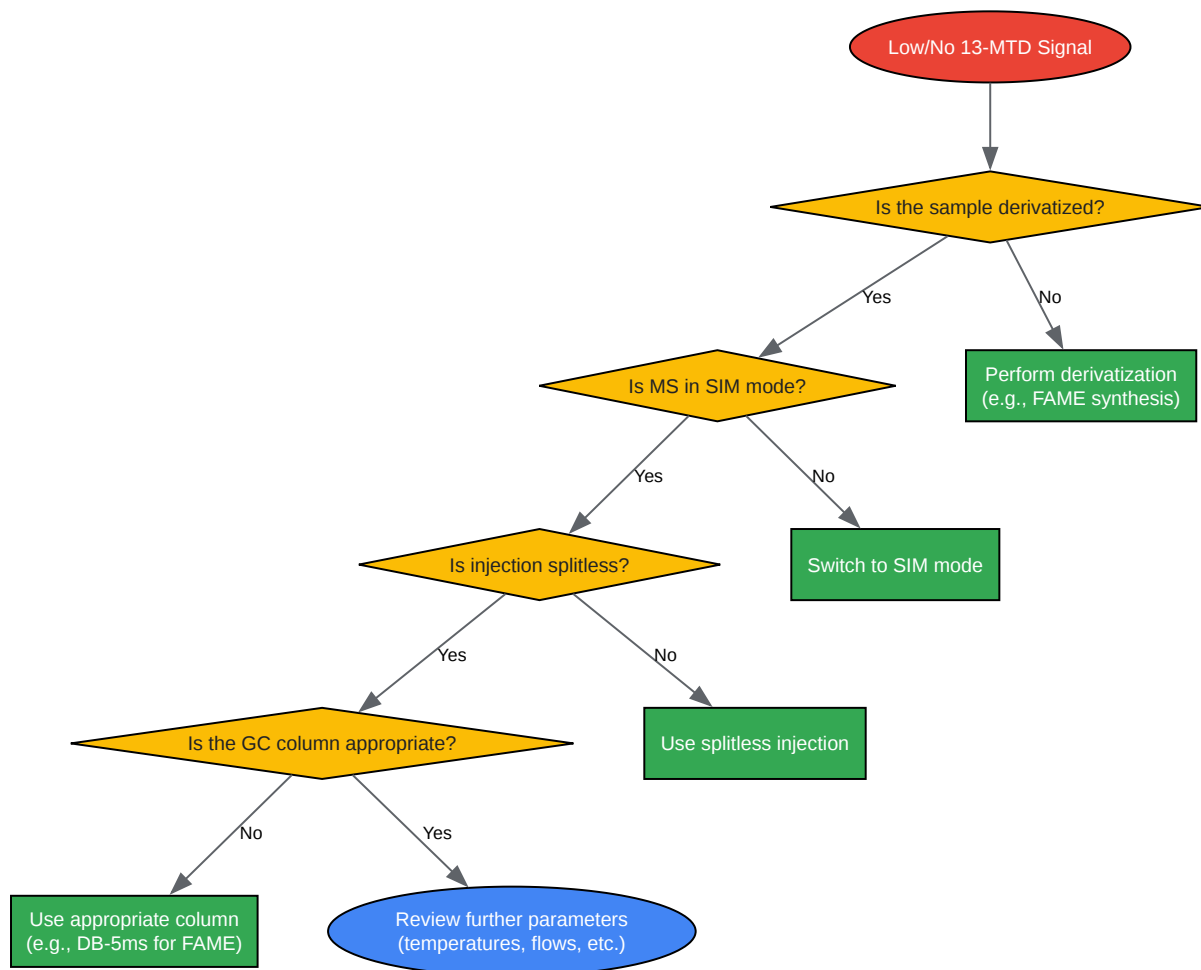 Low/No 13-MTD Signal
Is the sample derivatized?
Yes
No
Is MS in SIM mode?
Perform derivatization
(e.g., FAME synthesis)
Yes
No
Is injection splitless?
Switch to SIM mode
Yes
No
Is the GC column appropriate?
Use splitless injection
No
Yes
Use appropriate column
(e.g., DB-5ms for FAME)
Review further parameters
(temperatures, flows, etc.)